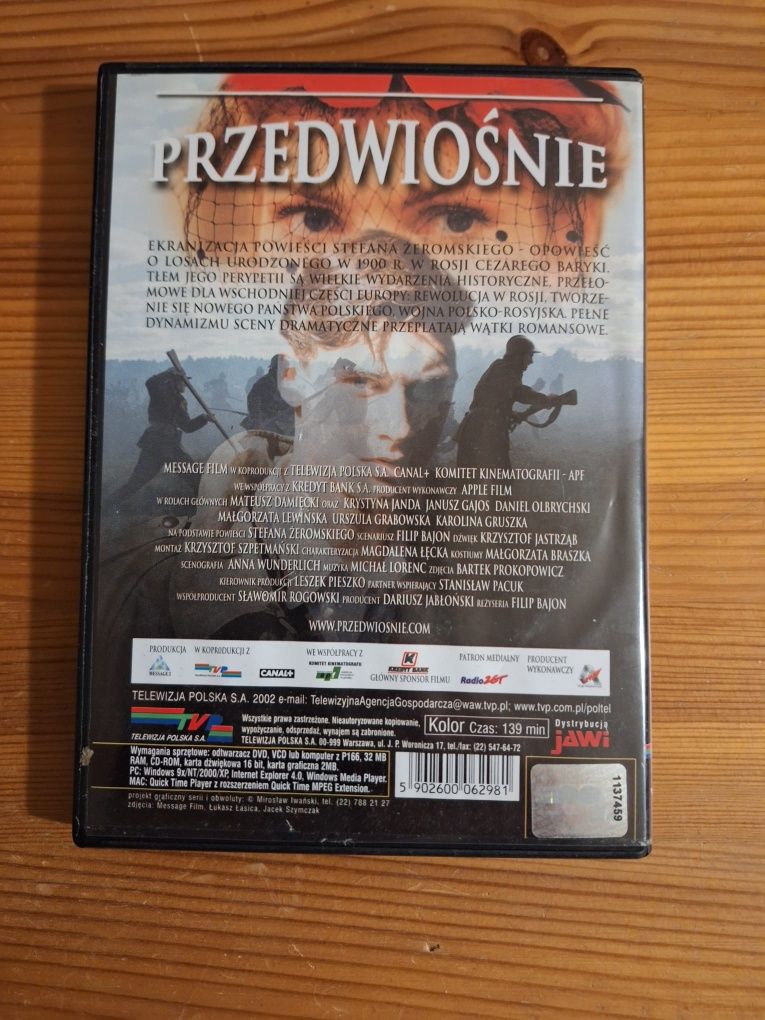 PRZEDWIOŚNIE
EKRANIZACJA POWIEŚCI STEFANA ŻEROMSKIEGO - OPOWIEŚĆ
O LOSACH URODZONEGO W 1900 R. W ROSJI CEZAREGO BARYKI.
TŁEM JEGO PERYPETII SĄ WIELKIE WYDARZENIA HISTORYCZNE, PRZEŁO-
MOWE DLA WSCHODNIEJ CZĘŚCI EUROPY: REWOLUCJA W ROSJI, TWORZE-
NIE SIĘ NOWEGO PAŃSTWA POLSKIEGO, WOJNA POLSKO-ROSYJSKA. PEŁNE
DYNAMIZMU SCENY DRAMATYCZNE PRZEPLATAJĄ WĄTKI ROMANSOWE.
MESSAGE FILM W KOPRODUKCJI Z TELEWIZJA POLSKA S.A. CANAL+ KOMITET KINEMATOGRAFII - APF
WE WSPÓŁPRACY Z KREDYT BANK S.A. PRODUCENT WYKONAWCZY APPLE FILM
W ROLACH GŁÓWNYCH MATEUSZ DAMIĘCKI ORAZ KRYSTYNA JANDA JANUSZ GAJOS DANIEL OLBRYCHSKI
MAŁGORZATA LEWIŃSKA URSZULA GRABOWSKA KAROLINA GRUSZKA
NA PODSTAWIE POWIEŚCI STEFANA ŻEROMSKIEGO SCENARIUSZ FILIP BAJON DŹWIĘK KRZYSZTOF JASTRZĄB
MONTAŻ KRZYSZTOF SZPETMAŃSKI CHARAKTERYZACJA MAGDALENA ŁĘCKA KOSTIUMY MAŁGORZATA BRASZKA
SCENOGRAFIA ANNA WUNDERLICH MUZYKA MICHAŁ LORENC ZDJĘCIA BARTEK PROKOPOWICZ
KIEROWNIK PRODUKCJI LESZEK PIESZKO PARTNER WSPIERAJĄCY STANISŁAW PACUK
WSPÓŁPRODUCENT SŁAWOMIR ROGOWSKI PRODUCENT DARIUSZ JABŁOŃSKI REŻYSERIA FILIP BAJON
WWW.PRZEDWIOSNIE.COM
PRODUKCJA W KOPRODUKCJI Z WE WSPÓŁPRACY Z PATRON MEDIALNY PRODUCENT WYKONAWCZY
MESSAGE TVP CANAL+ KOMITET KINEMATOGRAFII KREDYT BANK Radio ZET
GŁÓWNY SPONSOR FILMU
TELEWIZJA POLSKA S.A. 2002 e-mail: TelewizyjnaAgencjaGospodarcza@waw.tvp.pl; www.tvp.com.pl/poltel
TVP
TELEWIZJA POLSKA S.A.
Wszystkie prawa zastrzeżone. Nieautoryzowane kopiowanie,
wypożyczanie, odsprzedaż, wynajem są zabronione.
TELEWIZJA POLSKA S.A. 00-999 Warszawa, ul. J. P. Woronicza 17, tel./fax: (22) 547-64-72
Kolor Czas: 139 min
Dystrybucja
jAWi
Wymagania sprzętowe: odtwarzacz DVD, VCD lub komputer z P166, 32 MB
RAM, CD-ROM, karta dźwiękowa 16 bit, karta graficzna 2MB.
PC: Windows 9x/NT/2000/XP, Internet Explorer 4.0, Windows Media Player.
MAC: Quick Time Player z rozszerzeniem Quick Time MPEG Extension.
projekt graficzny serii i obwoluty: © Mirosław Iwański, tel. (22) 788 21 27
zdjęcia: Message Film, Łukasz Łasica, Jacek Szymczak
5 902600 062981
1137459